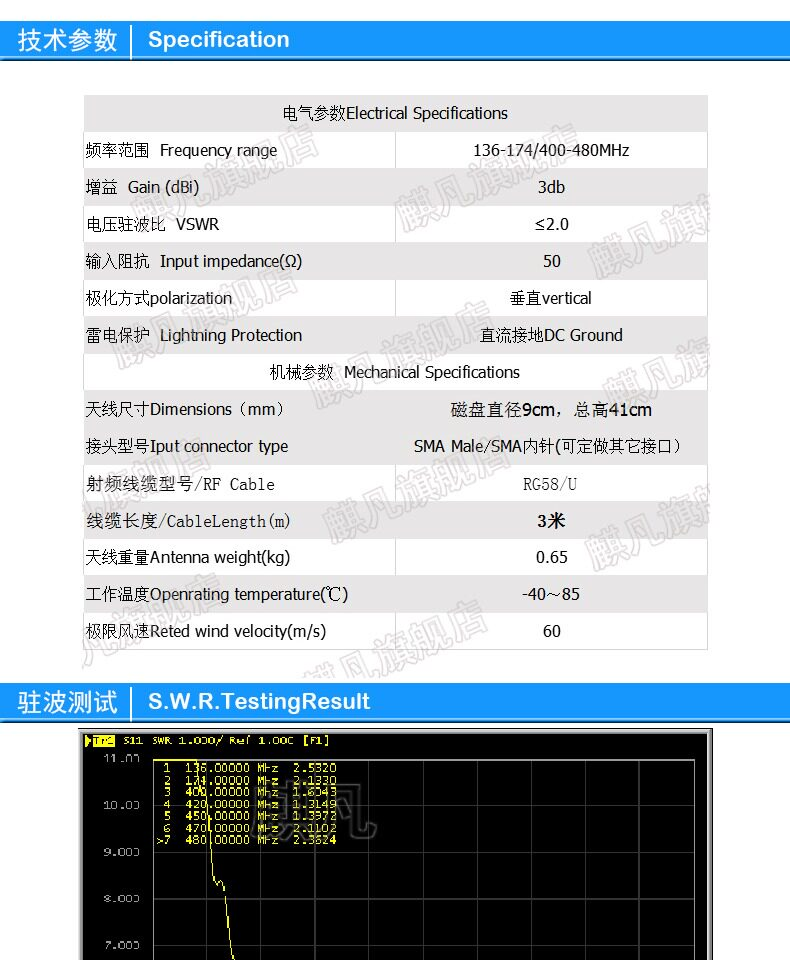 技术参数 Specification
电气参数Electrical Specifications
频率范围 Frequency range 136-174/400-480MHz
增益 Gain (dBi) 3db
电压驻波比 VSWR ≤2.0
输入阻抗 Input impedance(Ω) 50
极化方式polarization 垂直vertical
雷电保护 Lightning Protection 直流接地DC Ground
机械参数 Mechanical Specifications
天线尺寸Dimensions（mm） 磁盘直径9cm，总高41cm
接头型号Iput connector type SMA Male/SMA内针(可定做其它接口)
射频线缆型号/RF Cable RG58/U
线缆长度/CableLength(m) 3米
天线重量Antenna weight(kg) 0.65
工作温度Openrating temperature(℃) -40～85
极限风速Reted wind velocity(m/s) 60
麒凡旗舰店
驻波测试 S.W.R.TestingResult
Tr1 S11 SWR 1.000/ Ref 1.000 [F1]
11.00
1 136.00000 MHz 2.5320
2 174.00000 MHz 2.1330
3 400.00000 MHz 1.6043
4 420.00000 MHz 1.3149
5 450.00000 MHz 1.3972
6 470.00000 MHz 2.1102
>7 480.00000 MHz 2.3624
麒凡
10.00
9.000
8.000
7.000